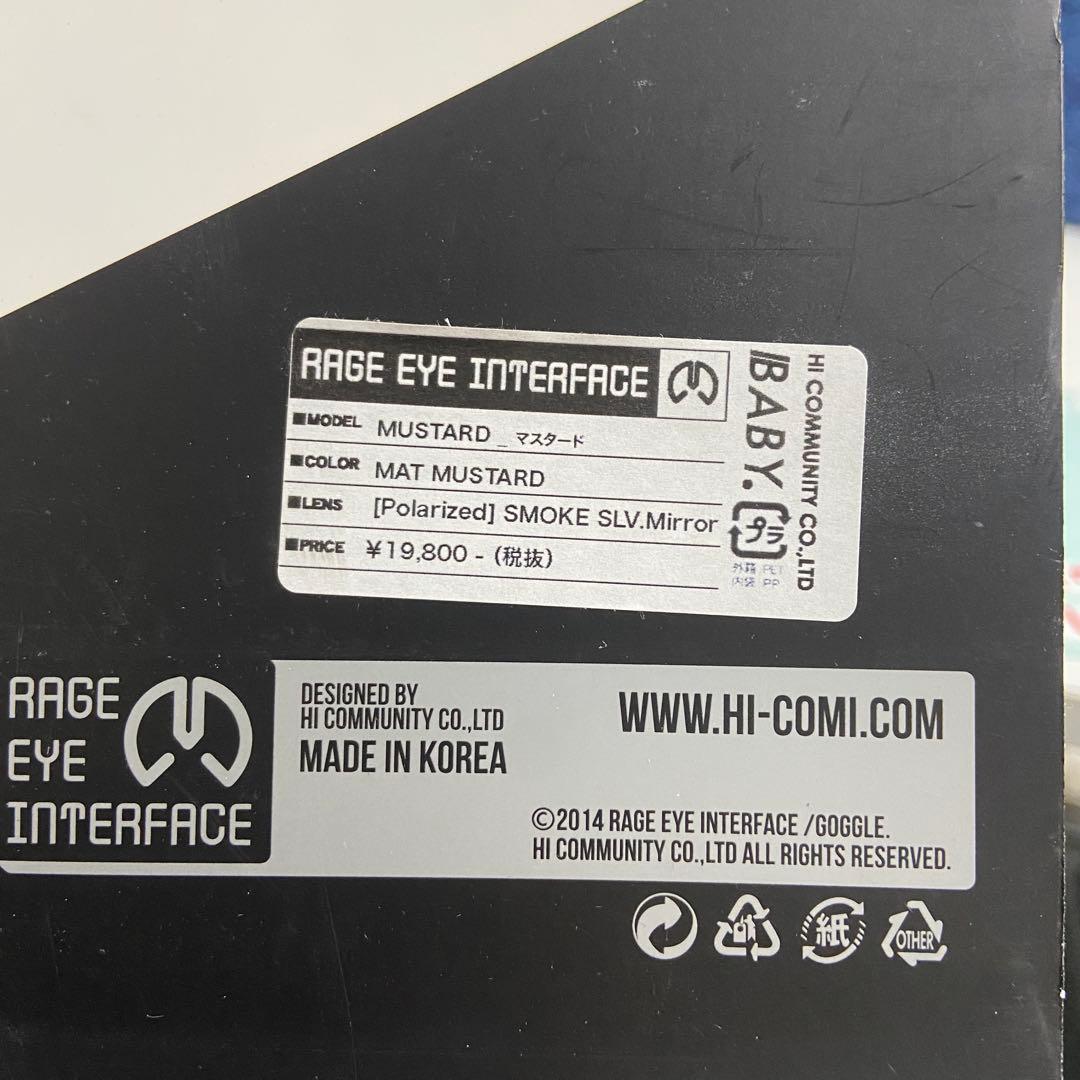 RAGE EYE INTERFACE
■MODEL MUSTARD _ マスタード
■COLOR MAT MUSTARD
■LENS [Polarized] SMOKE SLV.Mirror
■PRICE ¥19,800 - (税抜)
HI COMMUNITY CO.,LTD
BABY.
プラ
外箱 PET
内袋 PP
RAGE
EYE
INTERFACE
DESIGNED BY
HI COMMUNITY CO.,LTD
MADE IN KOREA
WWW.HI-COMI.COM
©2014 RAGE EYE INTERFACE /GOGGLE.
HI COMMUNITY CO.,LTD ALL RIGHTS RESERVED.
紙
OTHER